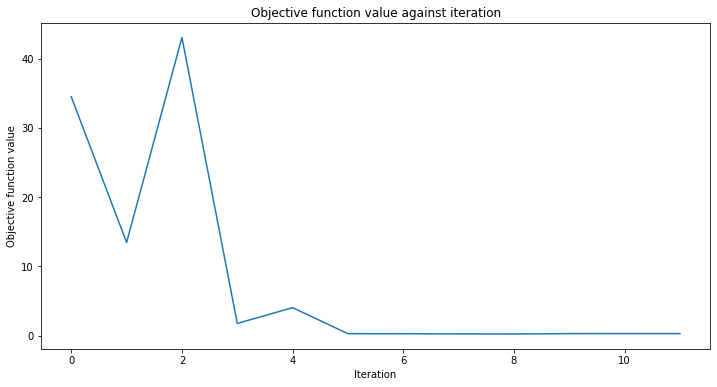 Objective function value against iteration
40
30
20
10
0
Objective function value
0 2 4 6 8 10
Iteration